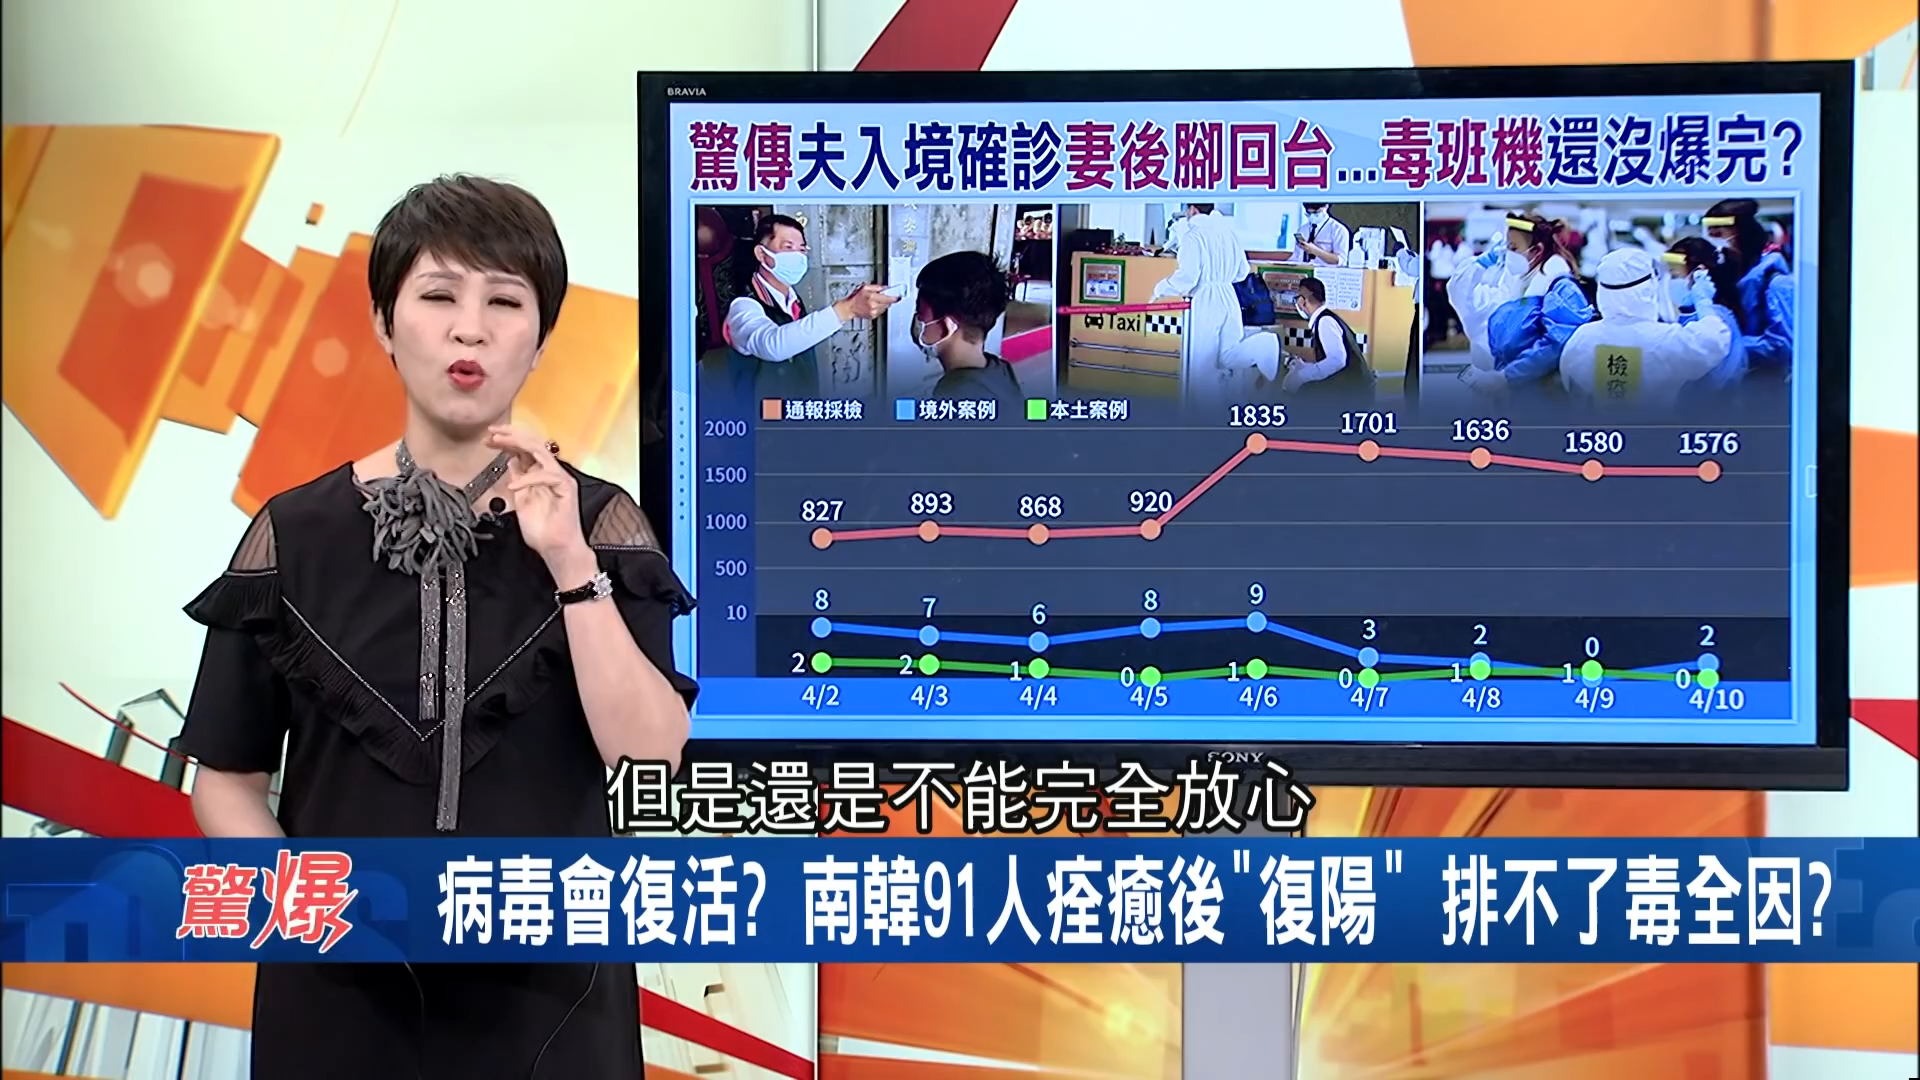 BRAVIA
驚傳夫入境確診妻後腳回台...毒班機還沒爆完?
Taxi
檢疫
通報採檢 境外案例 本土案例
2000
1500
1000
500
10
827 893 868 920 1835 1701 1636 1580 1576
8 7 6 8 9 3 2 0 2
2 2 1 0 1 0 1 1 0
4/2 4/3 4/4 4/5 4/6 4/7 4/8 4/9 4/10
SONY
但是還是不能完全放心
驚爆 病毒會復活? 南韓91人痊癒後"復陽" 排不了毒全因?